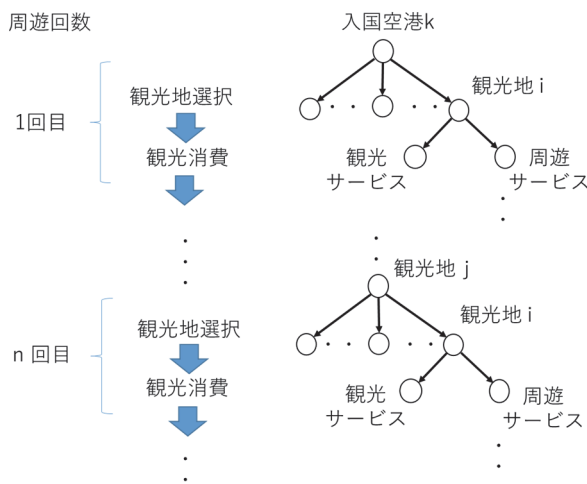 周遊回数
入国空港k
1回目
観光地選択
観光消費
観光地 i
観光
サービス
周遊
サービス
観光地 j
n 回目
観光地選択
観光消費
観光地 i
観光
サービス
周遊
サービス